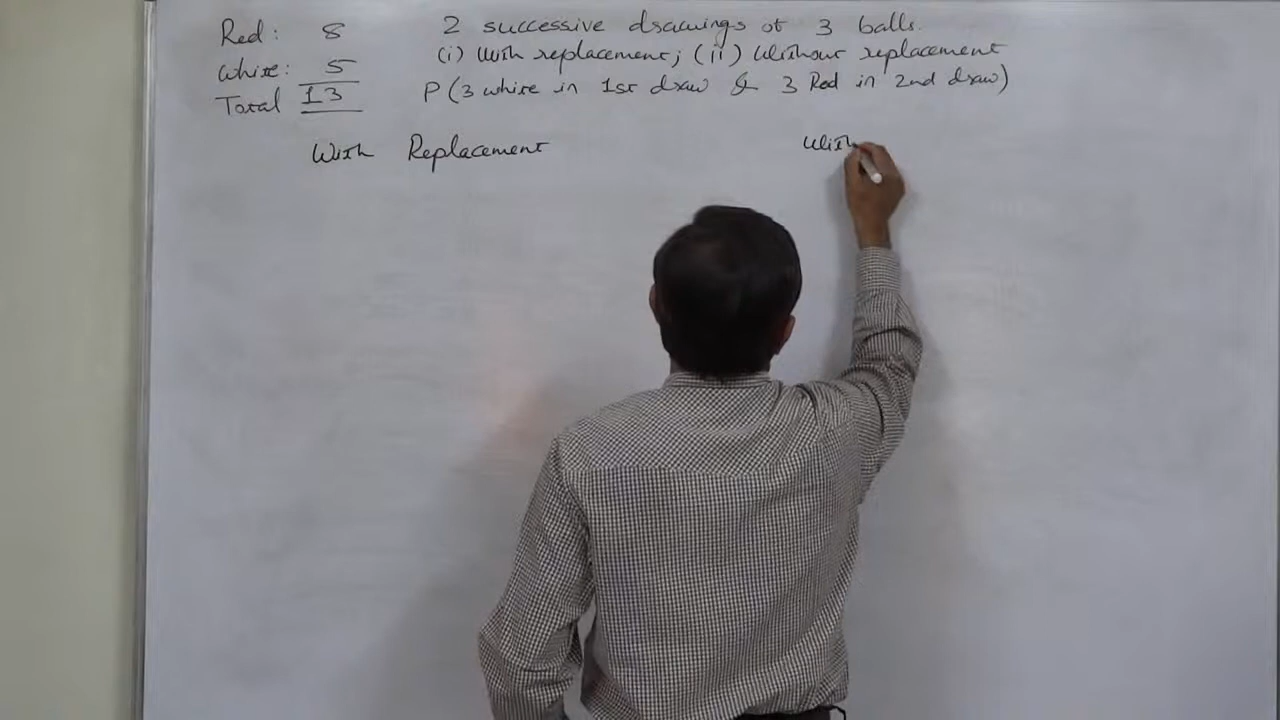 Red: 8
White: 5
Total 13
2 successive drawings of 3 balls.
(i) With replacement; (ii) Without replacement
P (3 white in 1st draw & 3 Red in 2nd draw)
With Replacement
With